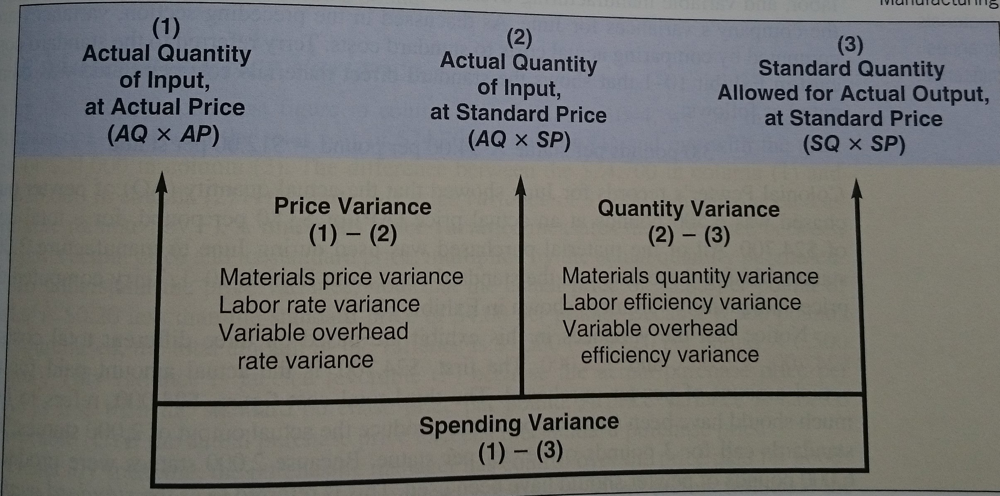 Manufacturing
(1)
Actual Quantity
of Input,
at Actual Price
(AQ × AP)
(2)
Actual Quantity
of Input,
at Standard Price
(AQ × SP)
(3)
Standard Quantity
Allowed for Actual Output,
at Standard Price
(SQ × SP)
Price Variance
(1) – (2)
Materials price variance
Labor rate variance
Variable overhead
rate variance
Quantity Variance
(2) – (3)
Materials quantity variance
Labor efficiency variance
Variable overhead
efficiency variance
Spending Variance
(1) – (3)